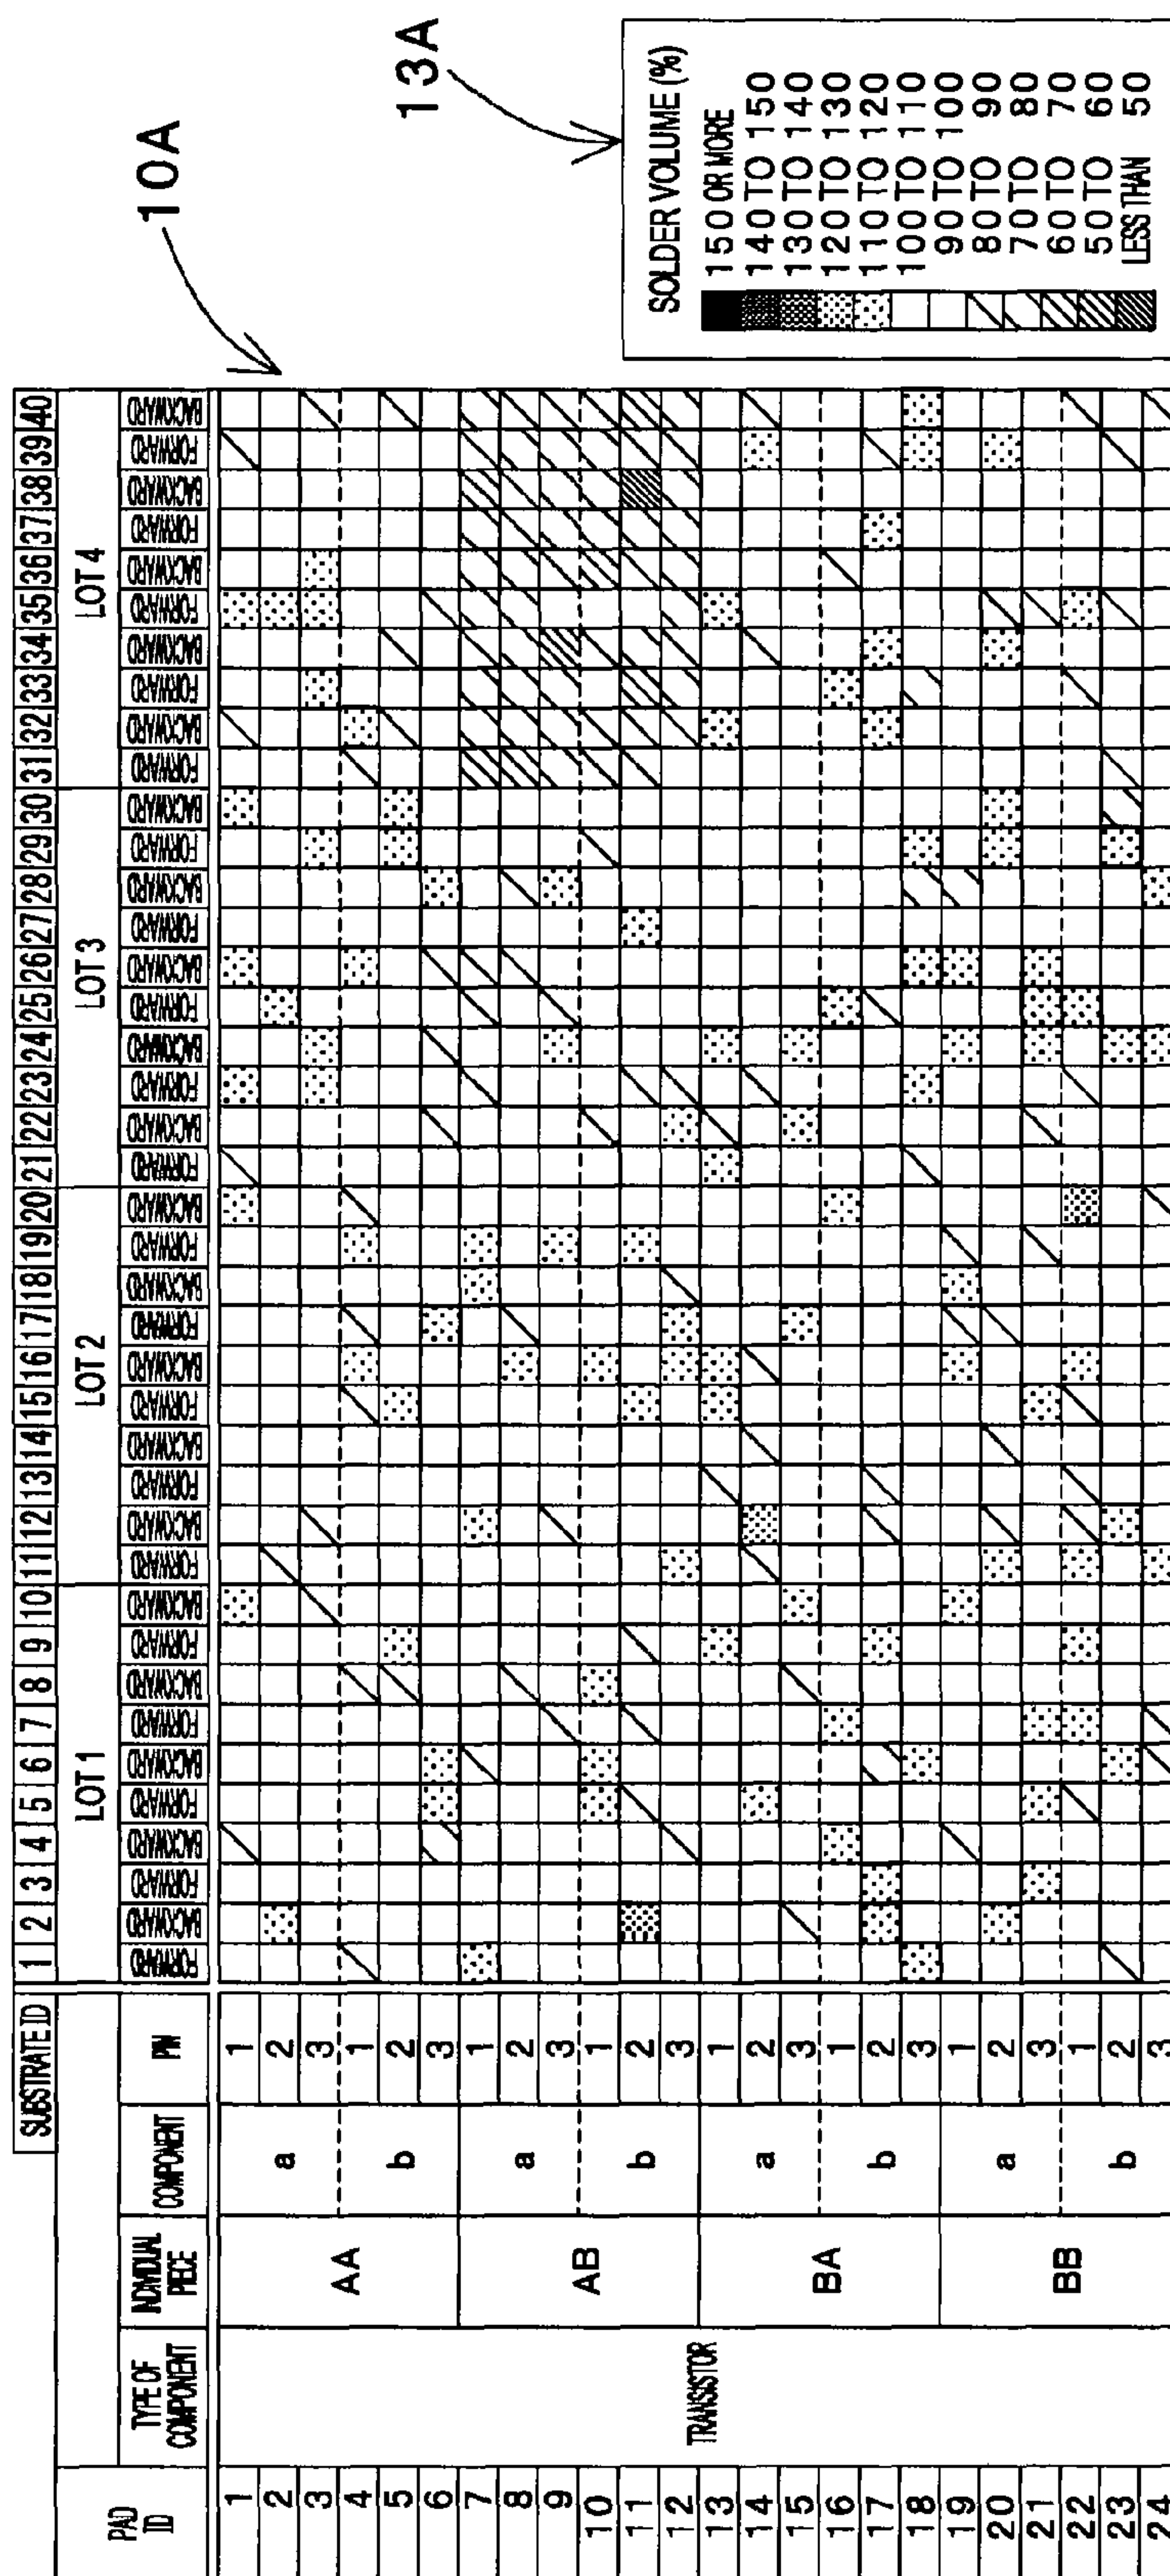 10A
13A
SUBSTRATE ID 1 2 3 4 5 6 7 8 9 10 11 12 13 14 15 16 17 18 19 20 21 22 23 24 25 26 27 28 29 30 31 32 33 34 35 36 37 38 39 40
LOT 1 LOT 2 LOT 3 LOT 4
PAD ID TYPE OF COMPONENT INDIVIDUAL PIECE COMPONENT PIN FORWARD BACKWARD FORWARD BACKWARD FORWARD BACKWARD FORWARD BACKWARD FORWARD BACKWARD FORWARD BACKWARD FORWARD BACKWARD FORWARD BACKWARD FORWARD BACKWARD FORWARD BACKWARD FORWARD BACKWARD FORWARD BACKWARD FORWARD BACKWARD FORWARD BACKWARD FORWARD BACKWARD FORWARD BACKWARD FORWARD BACKWARD FORWARD BACKWARD FORWARD BACKWARD FORWARD BACKWARD
1 TRANSISTOR AA a 1
2 2
3 3
4 b 1
5 2
6 3
7 AB a 1
8 2
9 3
10 b 1
11 2
12 3
13 BA a 1
14 2
15 3
16 b 1
17 2
18 3
19 BB a 1
20 2
21 3
22 b 1
23 2
24 3
SOLDER VOLUME (%)
150 OR MORE
140 TO 150
130 TO 140
120 TO 130
110 TO 120
100 TO 110
90 TO 100
80 TO 90
70 TO 80
60 TO 70
50 TO 60
LESS THAN 50